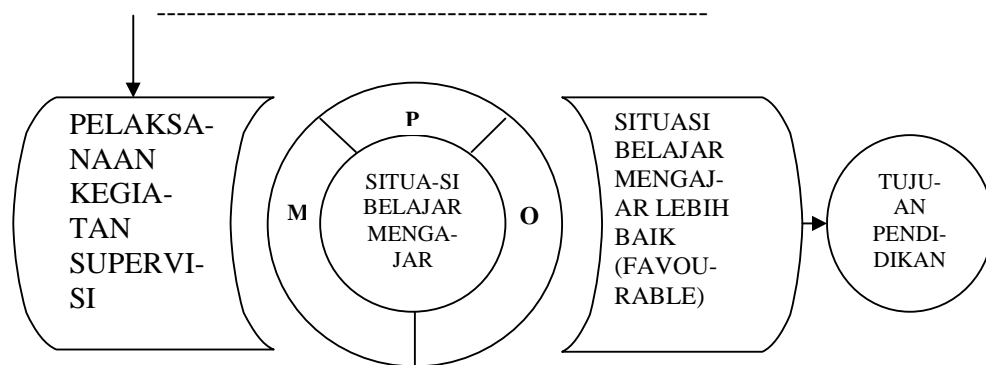 PELAKSA-
NAAN
KEGIA-
TAN
SUPERVI-
SI
P
M
O
SITUA-SI
BELAJAR
MENGA-
JAR
SITUASI
BELAJAR
MENGAJ-
AR LEBIH
BAIK
(FAVOU-
RABLE)
TUJU-
AN
PENDI-
DIKAN